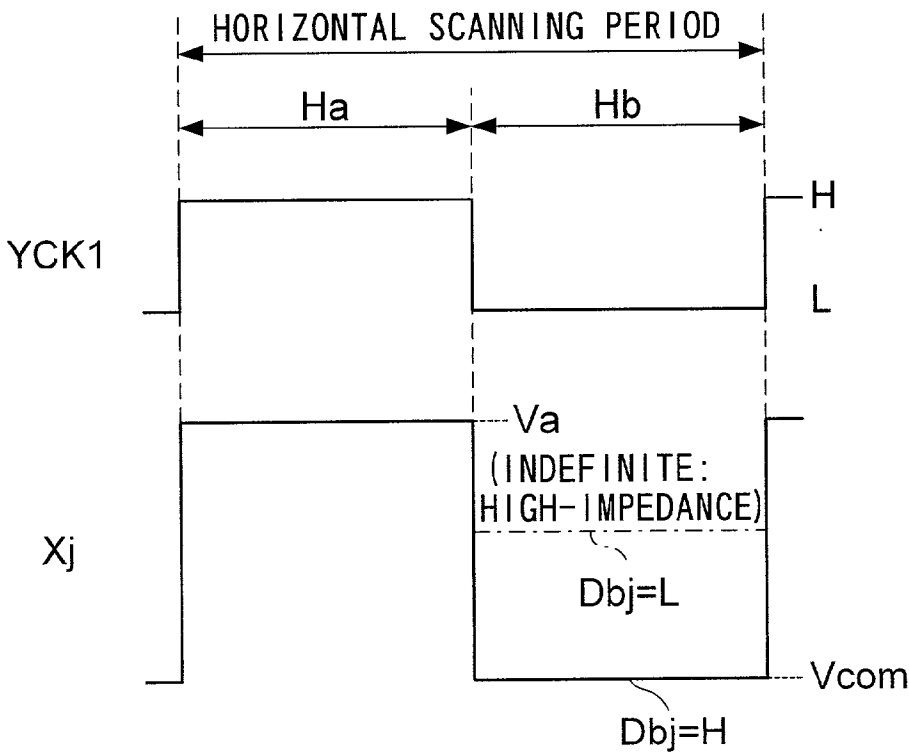 HORIZONTAL SCANNING PERIOD
Ha
Hb
H
YCK1
L
Va
(INDEFINITE:
HIGH-IMPEDANCE)
Xj
Dbj=L
Vcom
Dbj=H